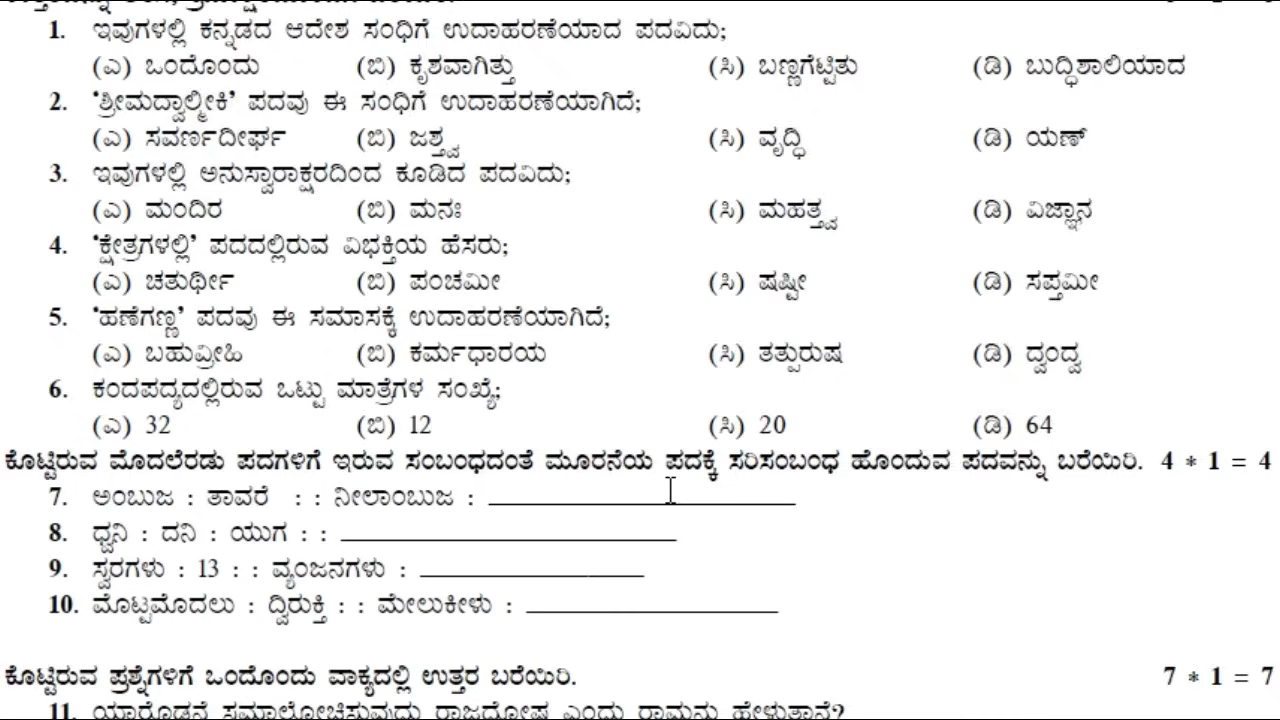 1. ಇವುಗಳಲ್ಲಿ ಕನ್ನಡದ ಆದೇಶ ಸಂಧಿಗೆ ಉದಾಹರಣೆಯಾದ ಪದವಿದು;
(ಎ) ಒಂದೊಂದು (ಬಿ) ಕೃಶವಾಗಿತ್ತು (ಸಿ) ಬಣ್ಣಗೆಟ್ಟಿತು (ಡಿ) ಬುದ್ಧಿಶಾಲಿಯಾದ
2. 'ಶ್ರೀಮದ್ವಾಲ್ಮೀಕಿ' ಪದವು ಈ ಸಂಧಿಗೆ ಉದಾಹರಣೆಯಾಗಿದೆ;
(ಎ) ಸವರ್ಣದೀರ್ಘ (ಬಿ) ಜಶ್ತ್ವ (ಸಿ) ವೃದ್ಧಿ (ಡಿ) ಯಣ್
3. ಇವುಗಳಲ್ಲಿ ಅನುಸ್ವಾರಾಕ್ಷರದಿಂದ ಕೂಡಿದ ಪದವಿದು;
(ಎ) ಮಂದಿರ (ಬಿ) ಮನಃ (ಸಿ) ಮಹತ್ತ್ವ (ಡಿ) ವಿಜ್ಞಾನ
4. 'ಕ್ಷೇತ್ರಗಳಲ್ಲಿ' ಪದದಲ್ಲಿರುವ ವಿಭಕ್ತಿಯ ಹೆಸರು;
(ಎ) ಚತುರ್ಥೀ (ಬಿ) ಪಂಚಮೀ (ಸಿ) ಷಷ್ಟೀ (ಡಿ) ಸಪ್ತಮೀ
5. 'ಹಣೆಗಣ್ಣ' ಪದವು ಈ ಸಮಾಸಕ್ಕೆ ಉದಾಹರಣೆಯಾಗಿದೆ;
(ಎ) ಬಹುವ್ರೀಹಿ (ಬಿ) ಕರ್ಮಧಾರಯ (ಸಿ) ತತ್ಪುರುಷ (ಡಿ) ದ್ವಂದ್ವ
6. ಕಂದಪದ್ಯದಲ್ಲಿರುವ ಒಟ್ಟು ಮಾತ್ರೆಗಳ ಸಂಖ್ಯೆ;
(ಎ) 32 (ಬಿ) 12 (ಸಿ) 20 (ಡಿ) 64
ಕೊಟ್ಟಿರುವ ಮೊದಲೆರಡು ಪದಗಳಿಗೆ ಇರುವ ಸಂಬಂಧದಂತೆ ಮೂರನೆಯ ಪದಕ್ಕೆ ಸರಿಸಂಬಂಧ ಹೊಂದುವ ಪದವನ್ನು ಬರೆಯಿರಿ. 4 * 1 = 4
7. ಅಂಬುಜ : ತಾವರೆ : : ನೀಲಾಂಬುಜ :
8. ಧ್ವನಿ : ದನಿ : ಯುಗ : :
9. ಸ್ವರಗಳು : 13 : : ವ್ಯಂಜನಗಳು :
10. ಮೊಟ್ಟಮೊದಲು : ದ್ವಿರುಕ್ತಿ : : ಮೇಲುಕೀಳು :
ಕೊಟ್ಟಿರುವ ಪ್ರಶ್ನೆಗಳಿಗೆ ಒಂದೊಂದು ವಾಕ್ಯದಲ್ಲಿ ಉತ್ತರ ಬರೆಯಿರಿ. 7 * 1 = 7
11. ಯಾರೊಡನೆ ಸಮಾಲೋಚಿಸುವುದು ರಾಜದೋಷ ಎಂದು ರಾಮನು ಹೇಳುತ್ತಾನೆ?